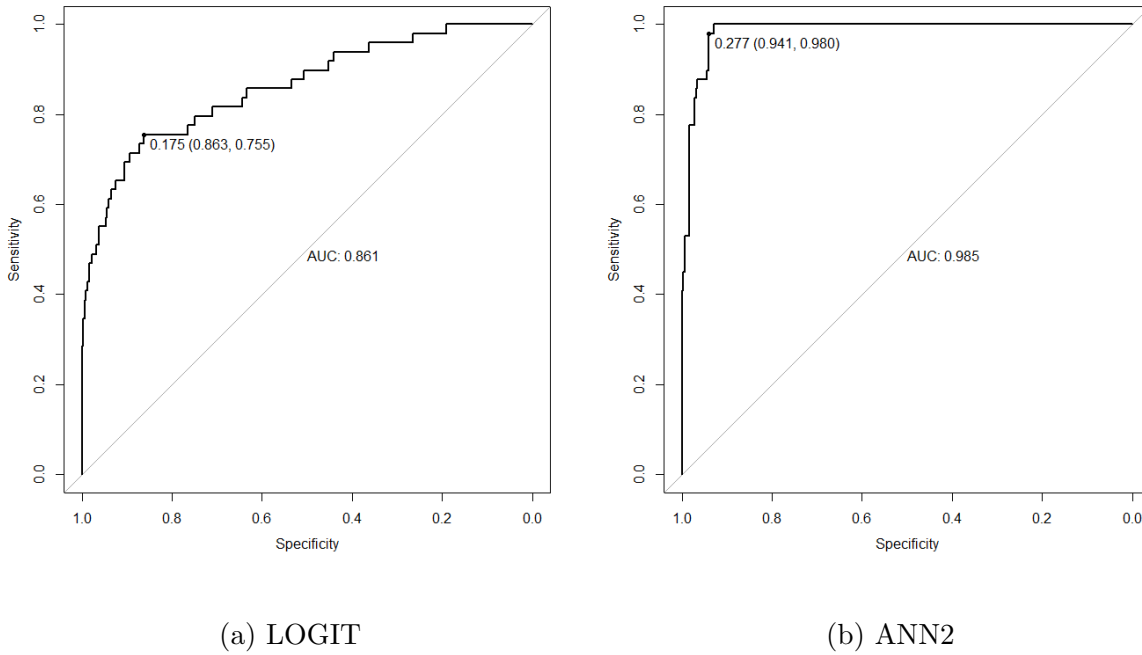 1.0
0.8
0.6
0.4
0.2
0.0
Sensitivity
0.175 (0.863, 0.755)
AUC: 0.861
1.0 0.8 0.6 0.4 0.2 0.0
Specificity
(a) LOGIT
1.0
0.8
0.6
0.4
0.2
0.0
Sensitivity
0.277 (0.941, 0.980)
AUC: 0.985
1.0 0.8 0.6 0.4 0.2 0.0
Specificity
(b) ANN2